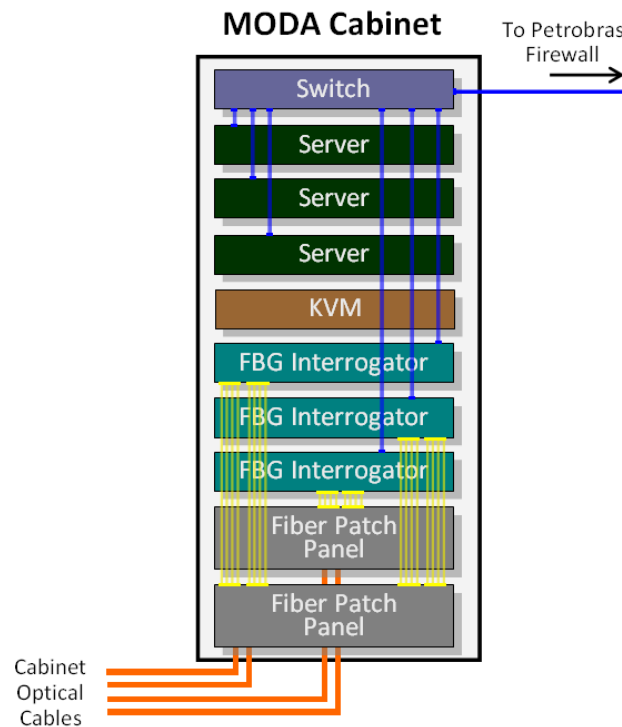 MODA Cabinet
To Petrobras
Firewall
Switch
Server
Server
Server
KVM
FBG Interrogator
FBG Interrogator
FBG Interrogator
Fiber Patch
Panel
Fiber Patch
Panel
Cabinet
Optical
Cables